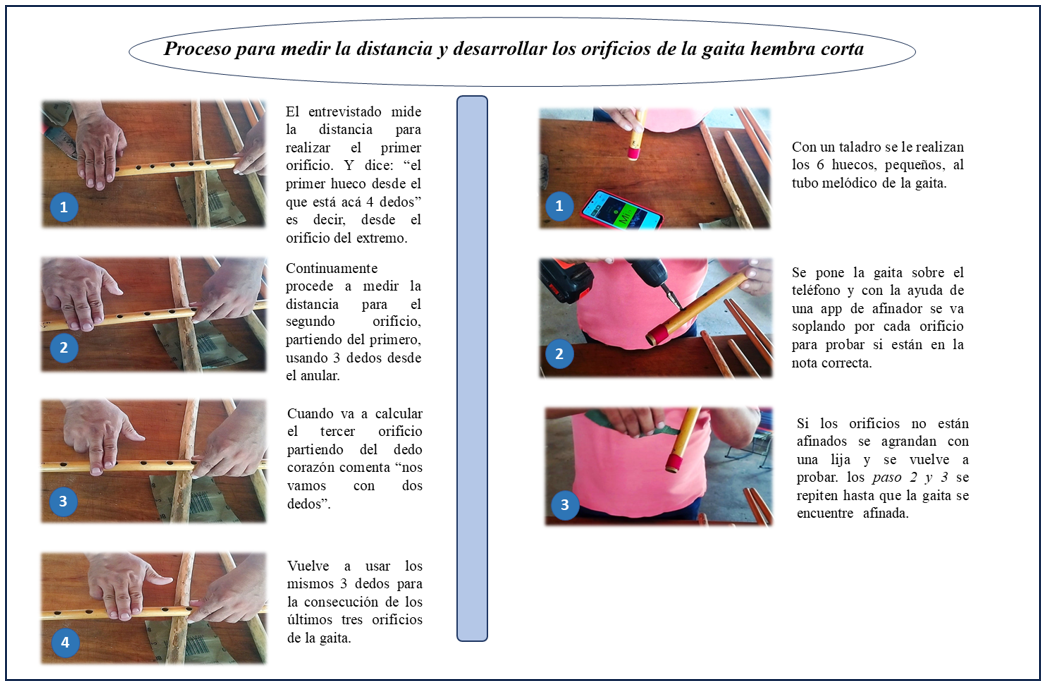 Proceso para medir la distancia y desarrollar los orificios de la gaita hembra corta
El entrevistado mide
la distancia para
realizar el primer
orificio. Y dice: “el
primer hueco desde el
que está acá 4 dedos”
es decir, desde el
orificio del extremo.
1
Continuamente
procede a medir la
distancia para el
segundo orificio,
partiendo del primero,
usando 3 dedos desde
el anular.
2
Cuando va a calcular
el tercer orificio
partiendo del dedo
corazón comenta “nos
vamos con dos
dedos”.
3
Vuelve a usar los
mismos 3 dedos para
la consecución de los
últimos tres orificios
de la gaita.
4
Con un taladro se le realizan
los 6 huecos, pequeños, al
tubo melódico de la gaita.
1
Mi
Se pone la gaita sobre el
teléfono y con la ayuda de
una app de afinador se va
soplando por cada orificio
para probar si están en la
nota correcta.
2
Si los orificios no están
afinados se agrandan con
una lija y se vuelve a
probar. los paso 2 y 3 se
repiten hasta que la gaita se
encuentre afinada.
3